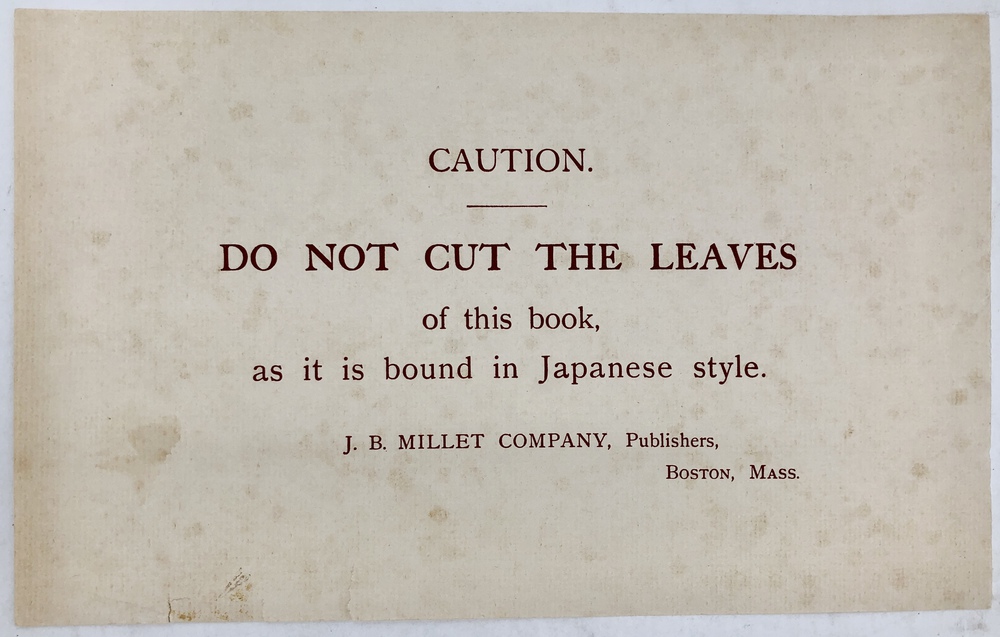 CAUTION.
DO NOT CUT THE LEAVES
of this book,
as it is bound in Japanese style.
J. B. MILLET COMPANY, Publishers,
BOSTON, MASS.